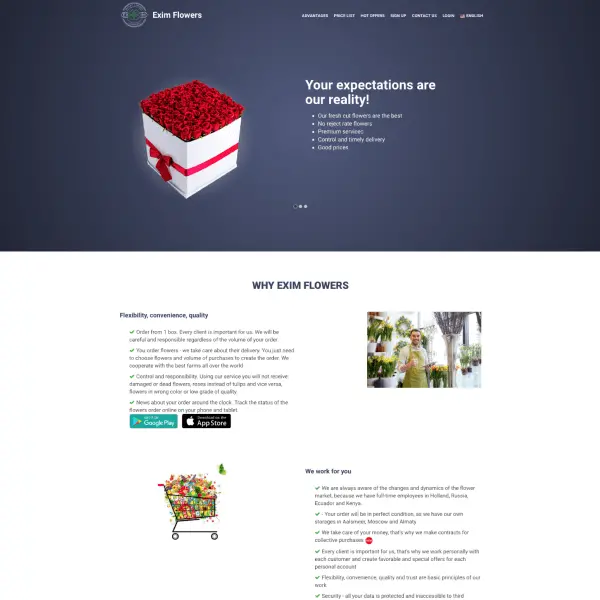 Exim Flowers
ADVANTAGES PRICE LIST HOT OFFERS SIGN UP CONTACT US LOGIN ENGLISH
Your expectations are
our reality!
Our fresh cut flowers are the best
No reject rate flowers
Premium services
Control and timely delivery
Good prices
WHY EXIM FLOWERS
Flexibility, convenience, quality
Order from 1 box. Every client is important for us. We will be
careful and responsible regardless of the volume of your order
You order flowers - we take care about their delivery. You just need
to choose flowers and volume of purchases to create the order. We
cooperate with the best farms all over the world
Control and responsibility. Using our service you will not receive:
damaged or dead flowers, roses instead of tulips and vice versa,
flowers in wrong color or low grade of quality
News about your order around the clock. Track the status of the
flowers order online on your phone and tablet
Google Play
Download on the
App Store
We work for you
We are always aware of the changes and dynamics of the flower
market, because we have full-time employees in Holland, Russia,
Ecuador and Kenya.
- Your order will be in perfect condition, as we have our own
storages in Aalsmeer, Moscow and Almaty
We take care of your money, that's why we make contracts for
collective purchases
Every client is important for us, that's why we work personally with
each customer and create favorable and special offers for each
personal account
Flexibility, convenience, quality and trust are basic principles of our
work
Security - all your data is protected and inaccessible to third